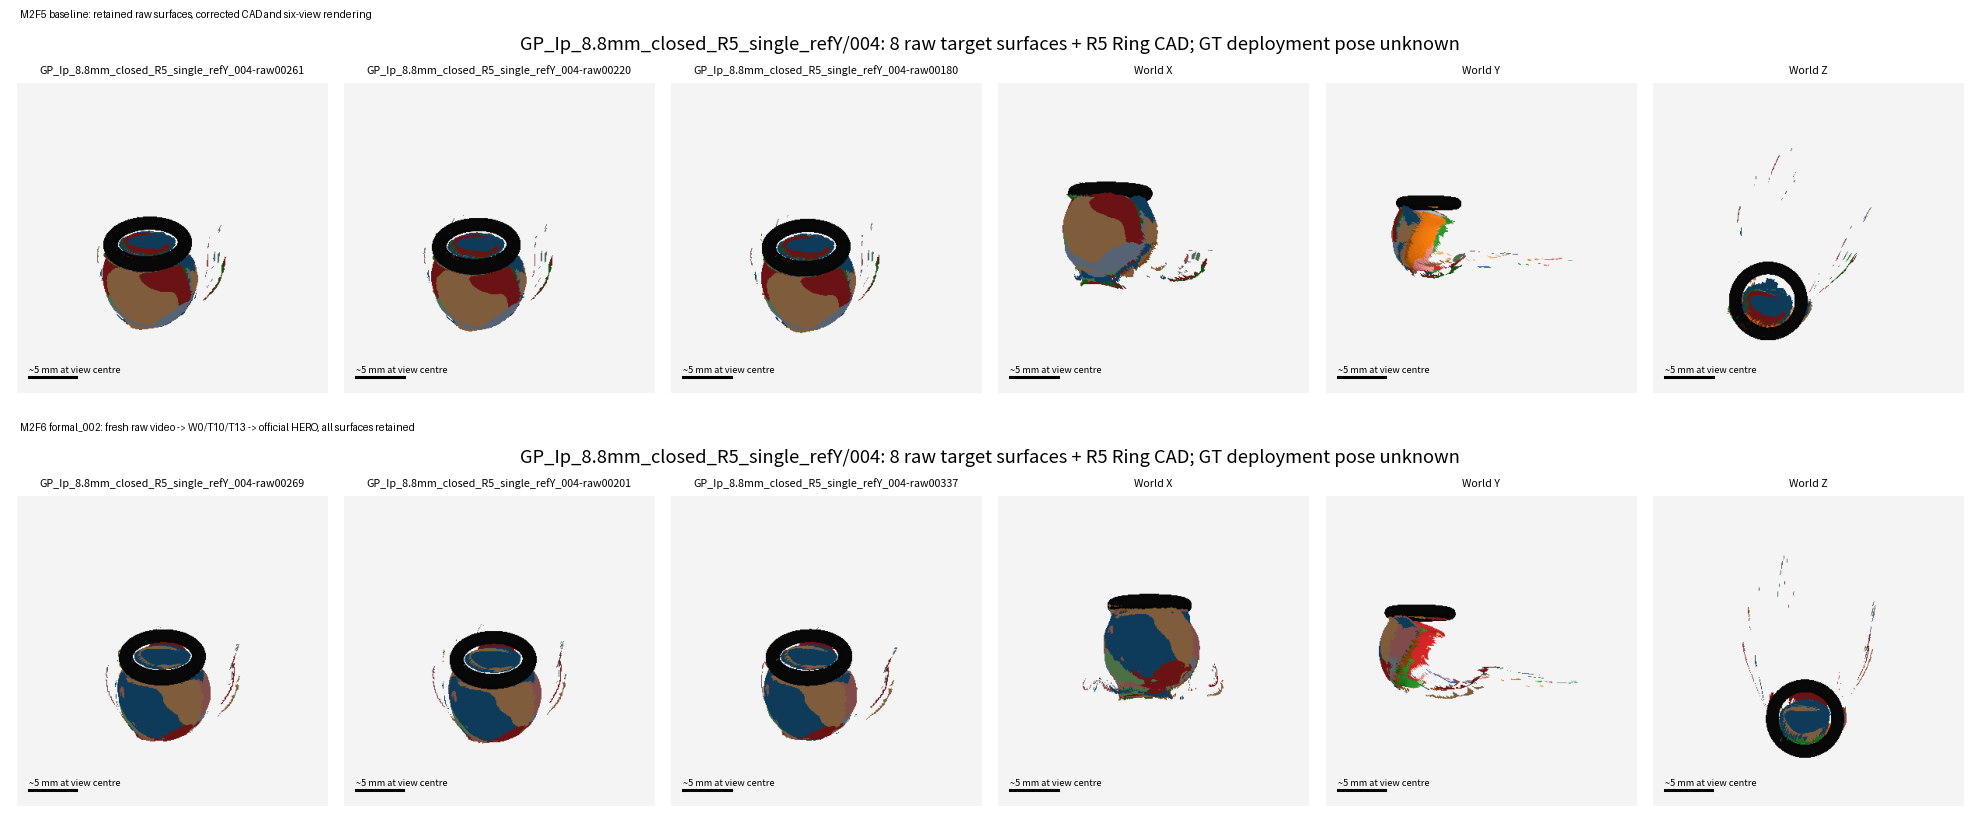 M2F5 baseline: retained raw surfaces, corrected CAD and six-view rendering
GP_Ip_8.8mm_closed_R5_single_refY/004: 8 raw target surfaces + R5 Ring CAD; GT deployment pose unknown
GP_Ip_8.8mm_closed_R5_single_refY_004-raw00261
GP_Ip_8.8mm_closed_R5_single_refY_004-raw00220
GP_Ip_8.8mm_closed_R5_single_refY_004-raw00180
World X
World Y
World Z
~5 mm at view centre
~5 mm at view centre
~5 mm at view centre
~5 mm at view centre
~5 mm at view centre
~5 mm at view centre
M2F6 formal_002: fresh raw video -> W0/T10/T13 -> official HERO, all surfaces retained
GP_Ip_8.8mm_closed_R5_single_refY/004: 8 raw target surfaces + R5 Ring CAD; GT deployment pose unknown
GP_Ip_8.8mm_closed_R5_single_refY_004-raw00269
GP_Ip_8.8mm_closed_R5_single_refY_004-raw00201
GP_Ip_8.8mm_closed_R5_single_refY_004-raw00337
World X
World Y
World Z
~5 mm at view centre
~5 mm at view centre
~5 mm at view centre
~5 mm at view centre
~5 mm at view centre
~5 mm at view centre